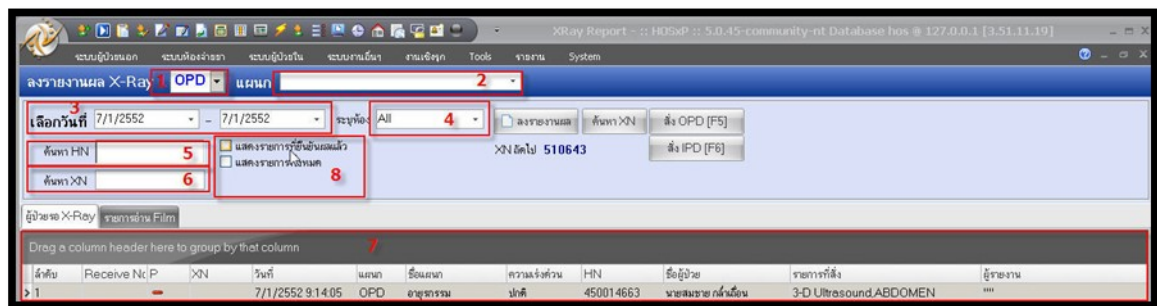 XRay Report - :: HOSxP :: 5.0.45-community-nt Database hos @ 127.0.0.1 [3.51.11.19]
ระบบผู้ป่วยนอก ระบบห้องจ่ายยา ระบบผู้ป่วยใน ระบบงานอื่นๆ งานเชิงรุก Tools รายงาน System
ลงรายงานผล X-Ray 1 OPD แผนก 2
3
เลือกวันที่ 7/1/2552 - 7/1/2552 ระบุห้อง All 4 ลงรายงานผล ค้นหา XN สั่ง OPD [F5]
ค้นหา HN 5 แสดงรายการที่ยืนยันผลแล้ว XN ถัดไป 510643 สั่ง IPD [F6]
แสดงรายการทั้งหมด
ค้นหา XN 6 8
ผู้ป่วยรอ X-Ray รายการอ่าน Film
Drag a column header here to group by that column 7
ลำดับ Receive Nc P XN วันที่ แผนก ชื่อแผนก ความเร่งด่วน HN ชื่อผู้ป่วย รายการที่สั่ง ผู้รายงาน
1 7/1/2552 9:14:05 OPD อายุรกรรม ปกติ 450014663 นายสมชาย กล่ำเถื่อน 3-D Ultrasound,ABDOMEN ""